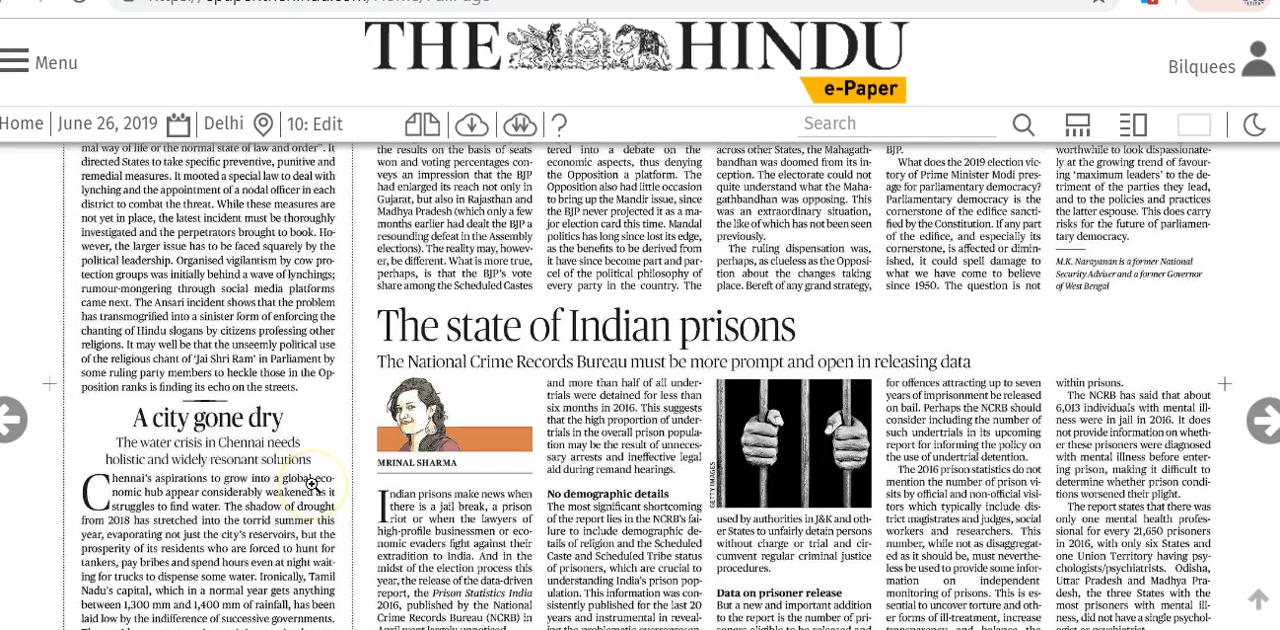 THE HINDU
e-Paper
Menu
Bilquees
Home
June 26, 2019
Delhi
10: Edit
?
Search
mal way of life or the normal state of law and order". It
directed States to take specific preventive, punitive and
remedial measures. It mooted a special law to deal with
lynching and the appointment of a nodal officer in each
district to combat the threat. While these measures are
not yet in place, the latest incident must be thoroughly
investigated and the perpetrators brought to book. Ho-
wever, the larger issue has to be faced squarely by the
political leadership. Organised vigilantism by cow pro-
tection groups was initially behind a wave of lynchings;
rumour-mongering through social media platforms
came next. The Ansari incident shows that the problem
has transmogrified into a sinister form of enforcing the
chanting of Hindu slogans by citizens professing other
religions. It may well be that the unseemly political use
of the religious chant of 'Jai Shri Ram' in Parliament by
some ruling party members to heckle those in the Op-
position ranks is finding its echo on the streets.
A city gone dry
The water crisis in Chennai needs
holistic and widely resonant solutions
Chennai's aspirations to grow into a global eco-
nomic hub appear considerably weakened as it
struggles to find water. The shadow of drought
from 2018 has stretched into the torrid summer this
year, evaporating not just the city's reservoirs, but the
prosperity of its residents who are forced to hunt for
tankers, pay bribes and spend hours even at night wait-
ing for trucks to dispense some water. Ironically, Tamil
Nadu's capital, which in a normal year gets anything
between 1,300 mm and 1,400 mm of rainfall, has been
laid low by the indifference of successive governments.
the results on the basis of seats
won and voting percentages con-
veys an impression that the BJP
had enlarged its reach not only in
Gujarat, but also in Rajasthan and
Madhya Pradesh (which only a few
months earlier had dealt the BJP a
resounding defeat in the Assembly
elections). The reality may, howev-
er, be different. What is more true,
perhaps, is that the BJP's vote
share among the Scheduled Castes
tered into a debate on the
economic aspects, thus denying
the Opposition a platform. The
Opposition also had little occasion
to bring up the Mandir issue, since
the BJP never projected it as a ma-
jor election card this time. Mandal
politics has long since lost its edge,
as the benefits to be derived from
it have since become part and par-
cel of the political philosophy of
every party in the country. The
across other States, the Mahagath-
bandhan was doomed from its in-
ception. The electorate could not
quite understand what the Maha-
gathbandhan was opposing. This
was an extraordinary situation,
the like of which has not been seen
previously.
The ruling dispensation was,
perhaps, as clueless as the Opposi-
tion about the changes taking
place. Bereft of any grand strategy,
BJP.
What does the 2019 election vic-
tory of Prime Minister Modi pres-
age for parliamentary democracy?
Parliamentary democracy is the
cornerstone of the edifice sancti-
fied by the Constitution. If any part
of the edifice, and especially its
cornerstone, is affected or dimin-
ished, it could spell damage to
what we have come to believe
since 1950. The question is not
worthwhile to look dispassionate-
ly at the growing trend of favour-
ing 'maximum leaders' to the de-
triment of the parties they lead,
and to the policies and practices
the latter espouse. This does carry
risks for the future of parliamen-
tary democracy.
M.K. Narayanan is a former National
Security Adviser and a former Governor
of West Bengal
The state of Indian prisons
The National Crime Records Bureau must be more prompt and open in releasing data
MRINAL SHARMA
Indian prisons make news when
there is a jail break, a prison
riot or when the lawyers of
high-profile businessmen or econ-
omic evaders fight against their
extradition to India. And in the
midst of the election process this
year, the release of the data-driven
report, the Prison Statistics India
2016, published by the National
Crime Records Bureau (NCRB) in
April went largely unnoticed.
and more than half of all under-
trials were detained for less than
six months in 2016. This suggests
that the high proportion of under-
trials in the overall prison popula-
tion may be the result of unneces-
sary arrests and ineffective legal
aid during remand hearings.
No demographic details
The most significant shortcoming
of the report lies in the NCRB's fai-
lure to include demographic de-
tails of religion and the Scheduled
Caste and Scheduled Tribe status
of prisoners, which are crucial to
understanding India's prison pop-
ulation. This information was con-
sistently published for the last 20
years and instrumental in reveal-
GETTY IMAGES
used by authorities in J&K and oth-
er States to unfairly detain persons
without charge or trial and cir-
cumvent regular criminal justice
procedures.
Data on prisoner release
But a new and important addition
to the report is the number of pri-
soners eligible to be released and
for offences attracting up to seven
years of imprisonment be released
on bail. Perhaps the NCRB should
consider including the number of
such undertrials in its upcoming
report for informing the policy on
the use of undertrial detention.
The 2016 prison statistics do not
mention the number of prison vi-
sits by official and non-official visi-
tors which typically include dis-
trict magistrates and judges, social
workers and researchers. This
number, while not as disaggregat-
ed as it should be, must neverthe-
less be used to provide some infor-
mation on independent
monitoring of prisons. This is es-
sential to uncover torture and oth-
er forms of ill-treatment, increase
transparency and balance the
within prisons.
The NCRB has said that about
6,013 individuals with mental ill-
ness were in jail in 2016. It does
not provide information on wheth-
er these prisoners were diagnosed
with mental illness before enter-
ing prison, making it difficult to
determine whether prison condi-
tions worsened their plight.
The report states that there was
only one mental health profes-
sional for every 21,650 prisoners
in 2016, with only six States and
one Union Territory having psy-
chologists/psychiatrists. Odisha,
Uttar Pradesh and Madhya Pra-
desh, the three States with the
most prisoners with mental ill-
ness, did not have a single psychol-
ogist or psychiatrist.